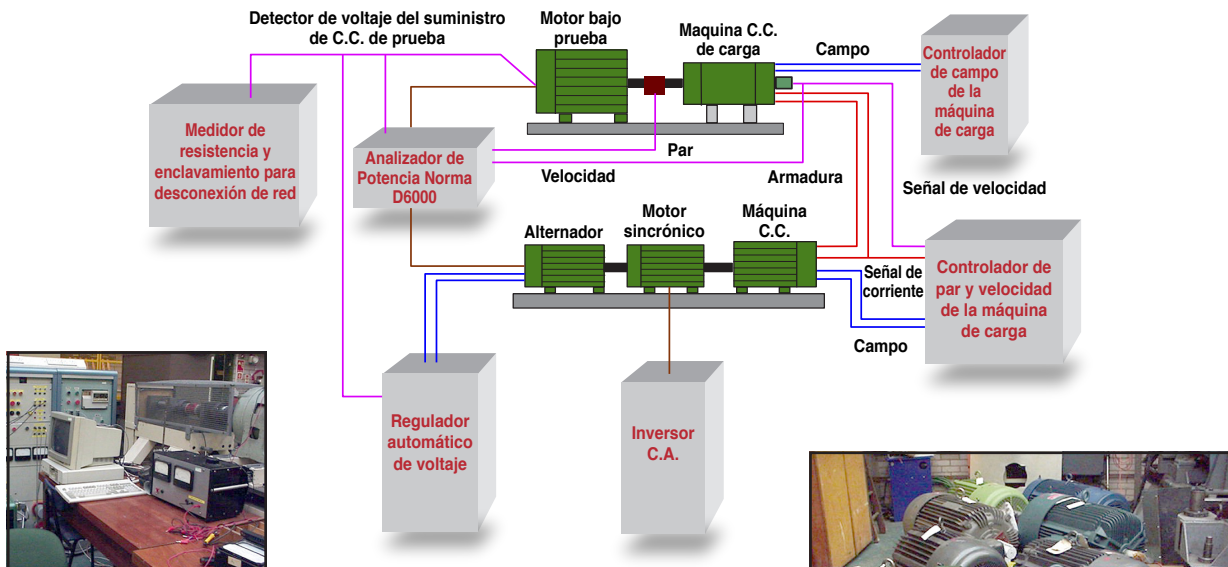 Detector de voltaje del suministro
de C.C. de prueba
Motor bajo
prueba
Maquina C.C.
de carga
Campo
Controlador
de campo
de la
máquina
de carga
Medidor de
resistencia y
enclavamiento para
desconexión de red
Analizador de
Potencia Norma
D6000
Par
Velocidad
Armadura
Señal de velocidad
Alternador
Motor
sincrónico
Máquina
C.C.
Señal de
corriente
Controlador de
par y velocidad
de la máquina
de carga
Campo
Regulador
automático
de voltaje
Inversor
C.A.